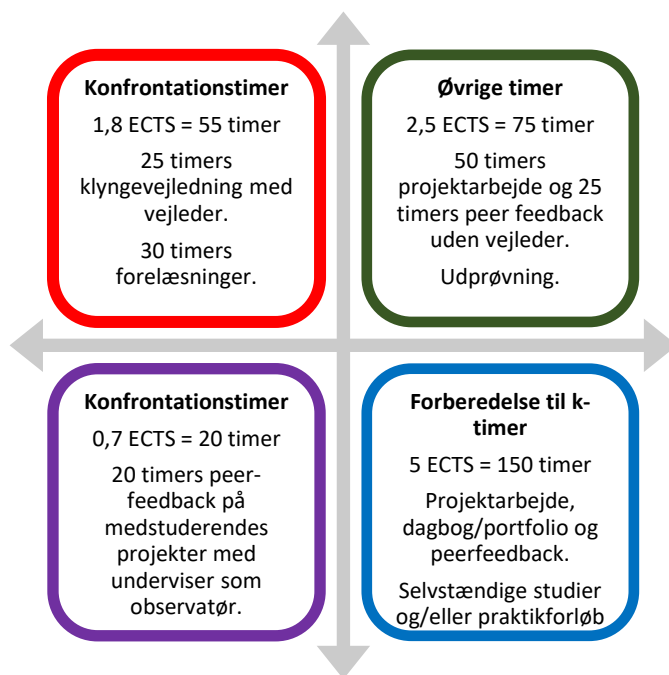 Konfrontationstimer
1,8 ECTS = 55 timer
25 timers
klyngevejledning med
vejleder.
30 timers
forelæsninger.
Øvrige timer
2,5 ECTS = 75 timer
50 timers
projektarbejde og 25
timers peer feedback
uden vejleder.
Udprøvning.
Konfrontationstimer
0,7 ECTS = 20 timer
20 timers peer-
feedback på
medstuderendes
projekter med
underviser som
observatør.
Forberedelse til k-
timer
5 ECTS = 150 timer
Projektarbejde,
dagbog/portfolio og
peerfeedback.
Selvstændige studier
og/eller praktikforløb